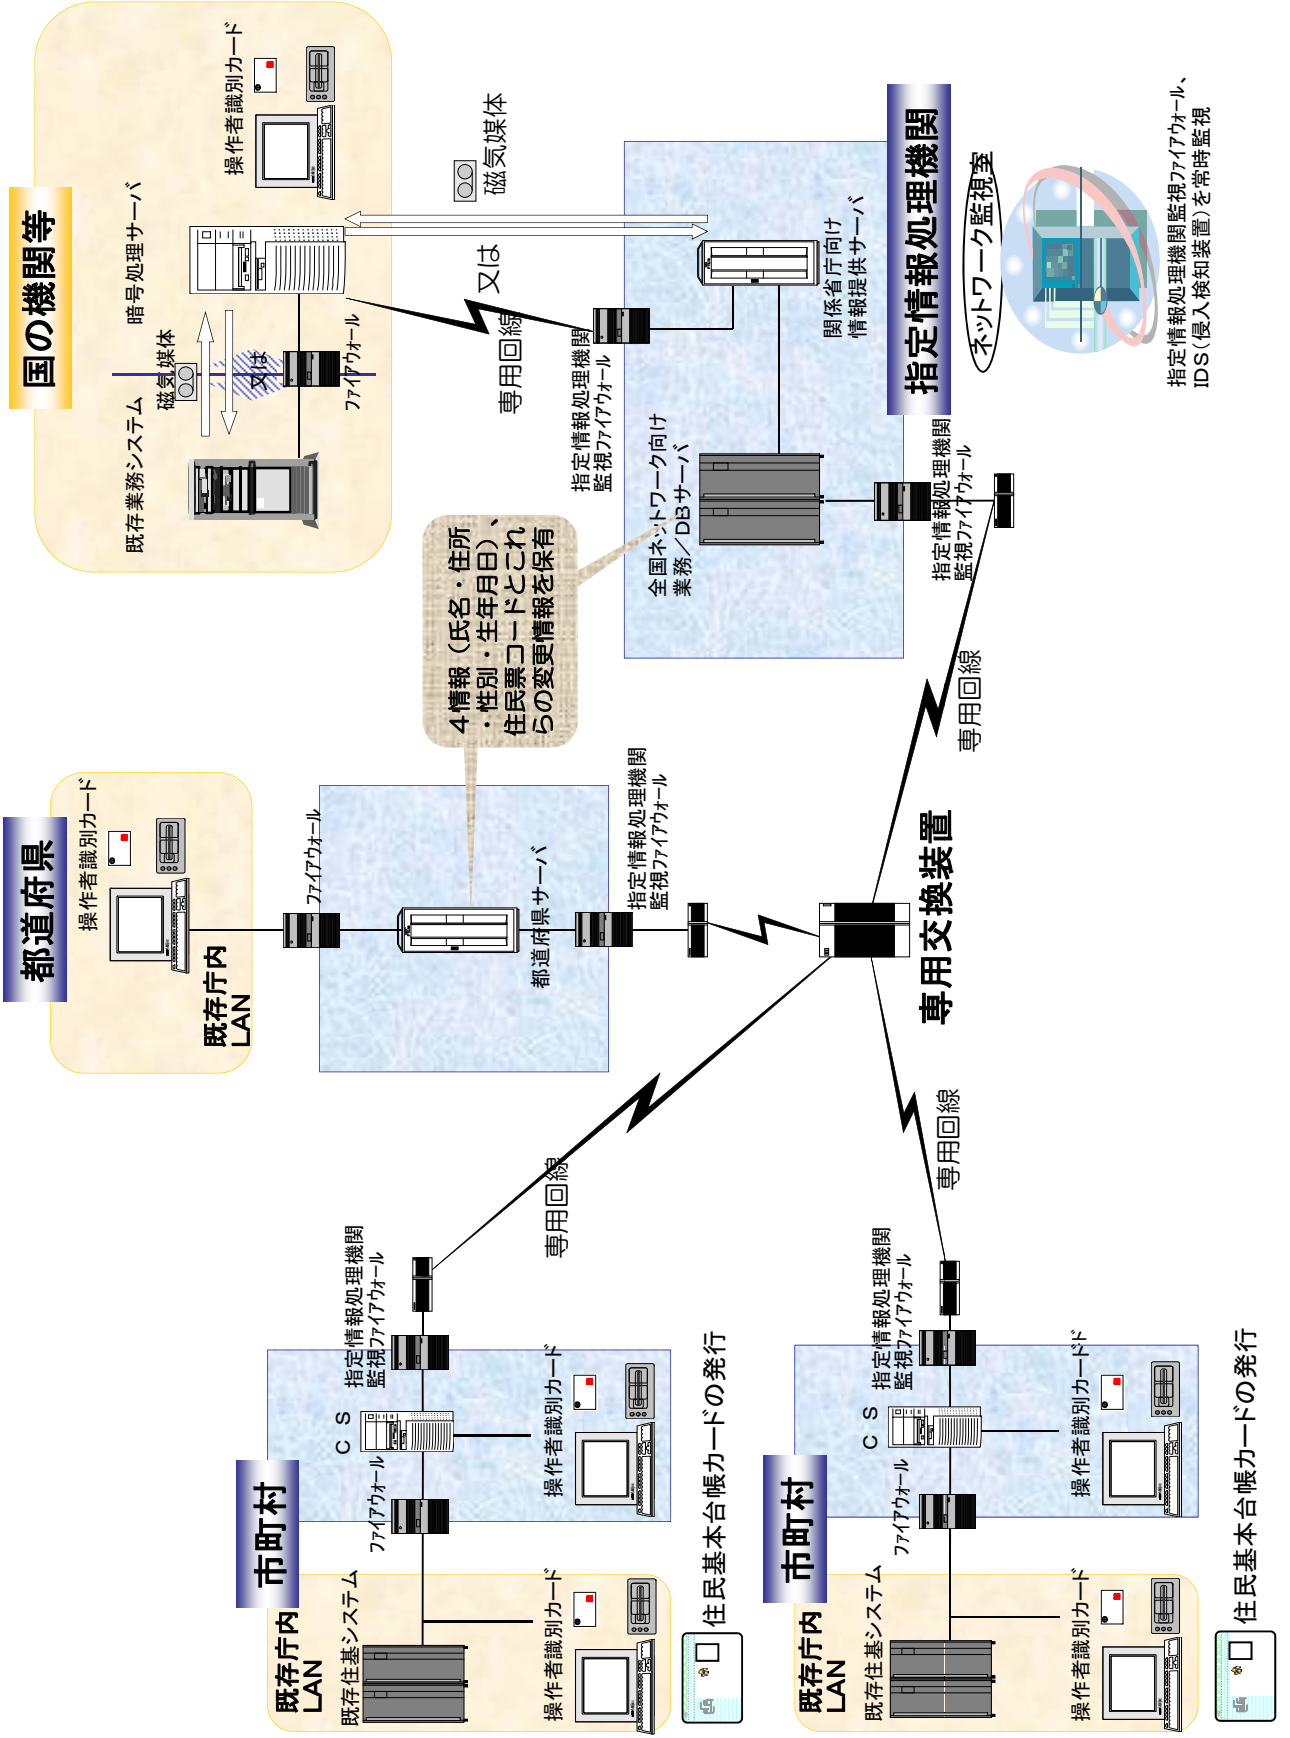 都道府県
操作者識別カード
既存庁内
LAN
ファイアウォール
都道府県サーバ
指定情報処理機関
監視ファイアウォール
国の機関等
既存業務システム
磁気媒体
又は
ファイアウォール
暗号処理サーバ
操作者識別カード
専用回線
又は
磁気媒体
4情報(氏名・住所
・性別・生年月日)、
住民票コードとこれ
らの変更情報を保有
指定情報処理機関
監視ファイアウォール
全国ネットワーク向け
業務/DBサーバ
関係省庁向け
情報提供サーバ
指定情報処理機関
指定情報処理機関
監視ファイアウォール
ネットワーク監視室
指定情報処理機関監視ファイアウォール、
IDS(侵入検知装置)を常時監視
専用回線
専用交換装置
専用回線
専用回線
市町村
既存庁内
LAN
既存住基システム
操作者識別カード
ファイアウォール
CS
操作者識別カード
指定情報処理機関
監視ファイアウォール
住民基本台帳カードの発行
市町村
既存庁内
LAN
既存住基システム
操作者識別カード
ファイアウォール
CS
操作者識別カード
指定情報処理機関
監視ファイアウォール
住民基本台帳カードの発行